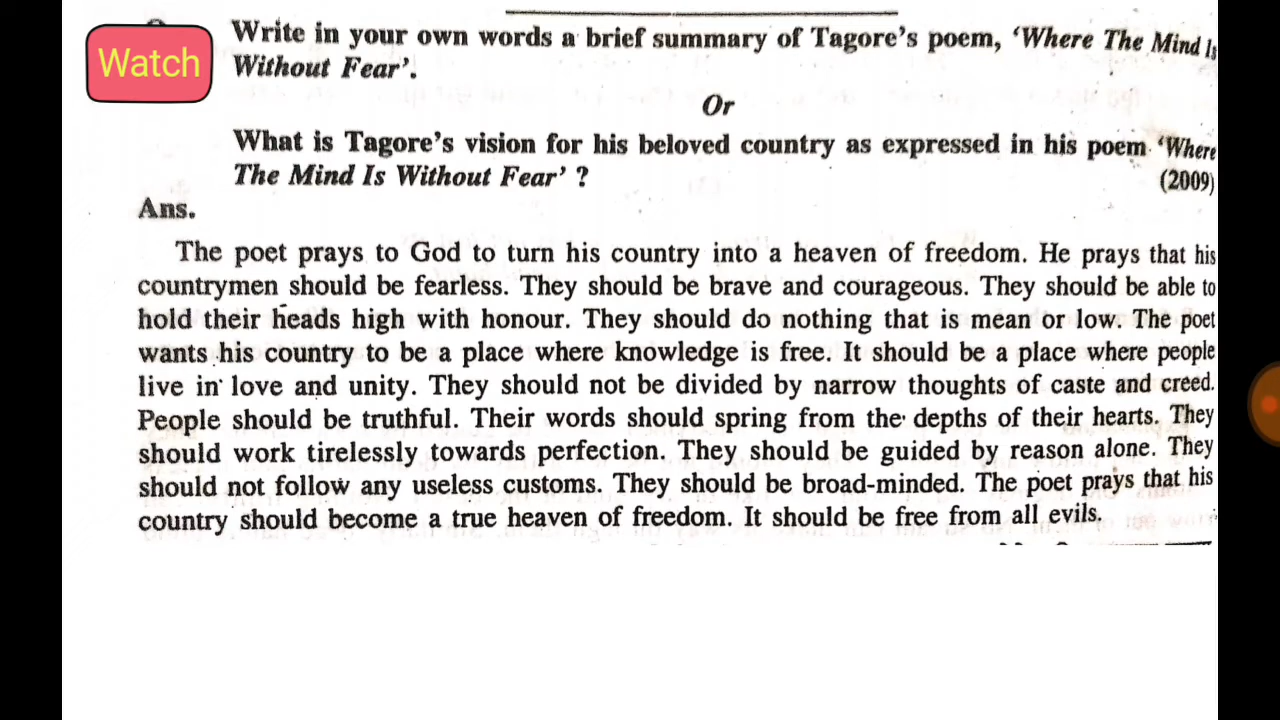 Watch
Write in your own words a brief summary of Tagore's poem, 'Where The Mind Is
Without Fear'.
Or
What is Tagore's vision for his beloved country as expressed in his poem 'Where
The Mind Is Without Fear' ?
(2009)
Ans.
The poet prays to God to turn his country into a heaven of freedom. He prays that his
countrymen should be fearless. They should be brave and courageous. They should be able to
hold their heads high with honour. They should do nothing that is mean or low. The poet
wants his country to be a place where knowledge is free. It should be a place where people
live in love and unity. They should not be divided by narrow thoughts of caste and creed.
People should be truthful. Their words should spring from the depths of their hearts. They
should work tirelessly towards perfection. They should be guided by reason alone. They
should not follow any useless customs. They should be broad-minded. The poet prays that his
country should become a true heaven of freedom. It should be free from all evils.